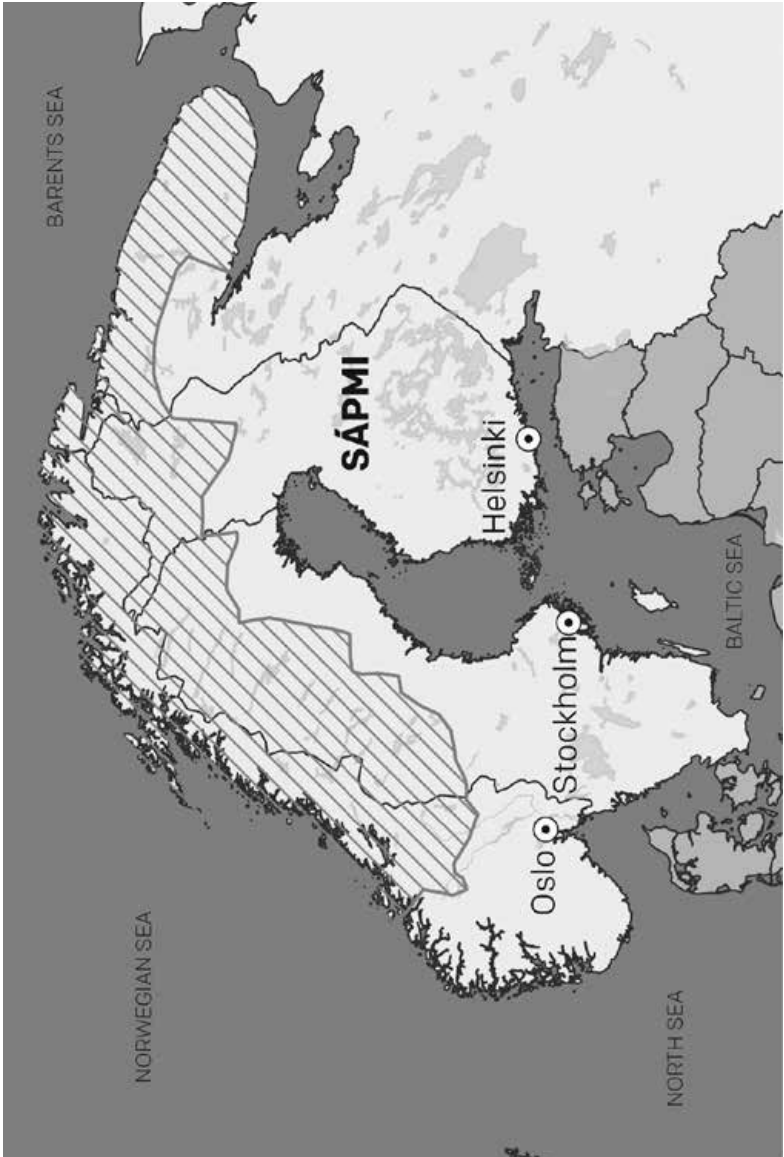 BARENTS SEA
SÁPMI
Helsinki
NORWEGIAN SEA
Stockholm
BALTIC SEA
Oslo
NORTH SEA